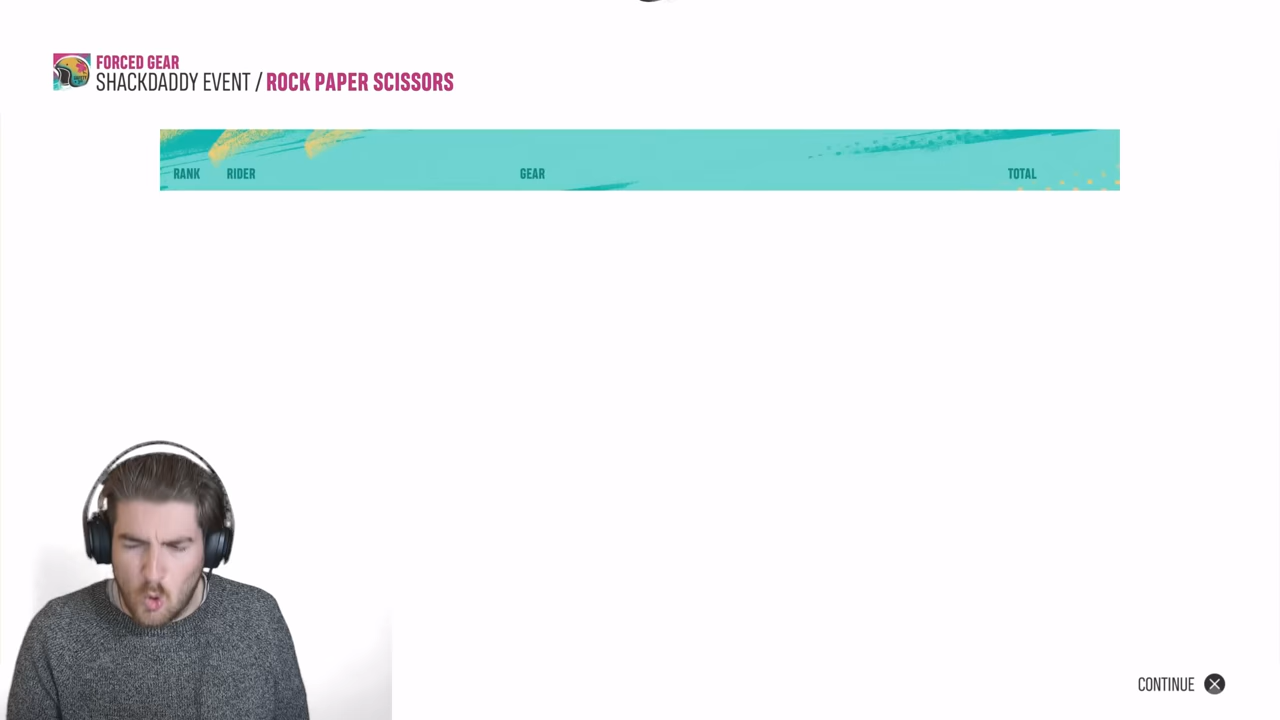 FORCED GEAR
SHACKDADDY EVENT / ROCK PAPER SCISSORS
RANK RIDER GEAR TOTAL
CONTINUE